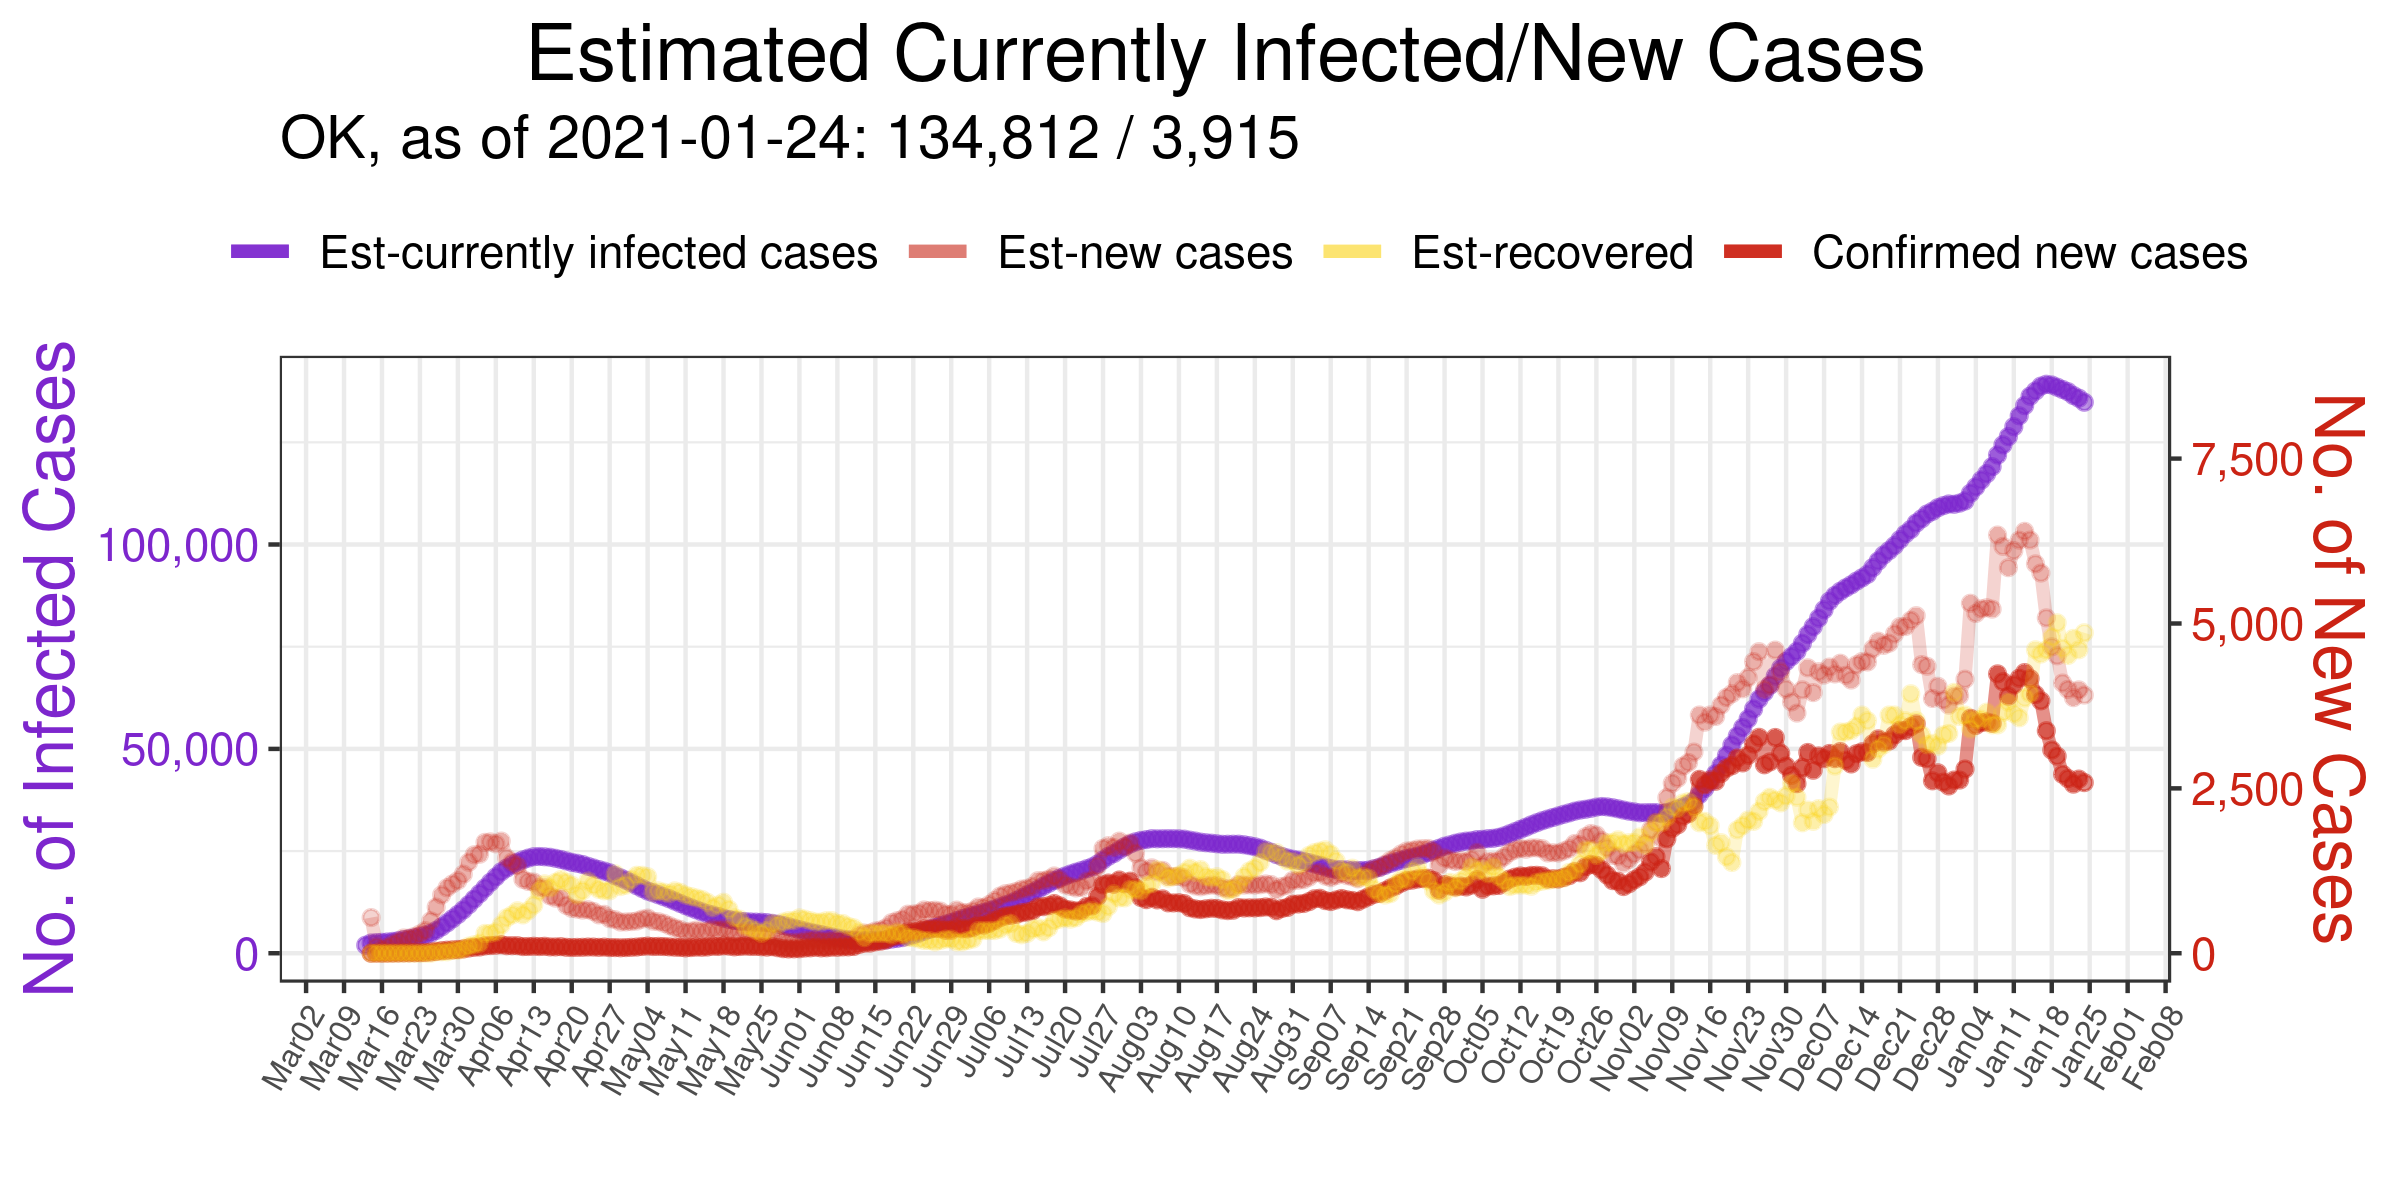 Estimated Currently Infected/New Cases
OK, as of 2021-01-24: 134,812 / 3,915
Est-currently infected cases Est-new cases Est-recovered Confirmed new cases
No. of Infected Cases
100,000
50,000
0
7,500
5,000
2,500
0
No. of New Cases
Mar02 Mar09 Mar16 Mar23 Mar30 Apr06 Apr13 Apr20 Apr27 May04 May11 May18 May25 Jun01 Jun08 Jun15 Jun22 Jun29 Jul06 Jul13 Jul20 Jul27 Aug03 Aug10 Aug17 Aug24 Aug31 Sep07 Sep14 Sep21 Sep28 Oct05 Oct12 Oct19 Oct26 Nov02 Nov09 Nov16 Nov23 Nov30 Dec07 Dec14 Dec21 Dec28 Dec04 Jan04 Jan11 Jan18 Jan25 Feb01 Feb08